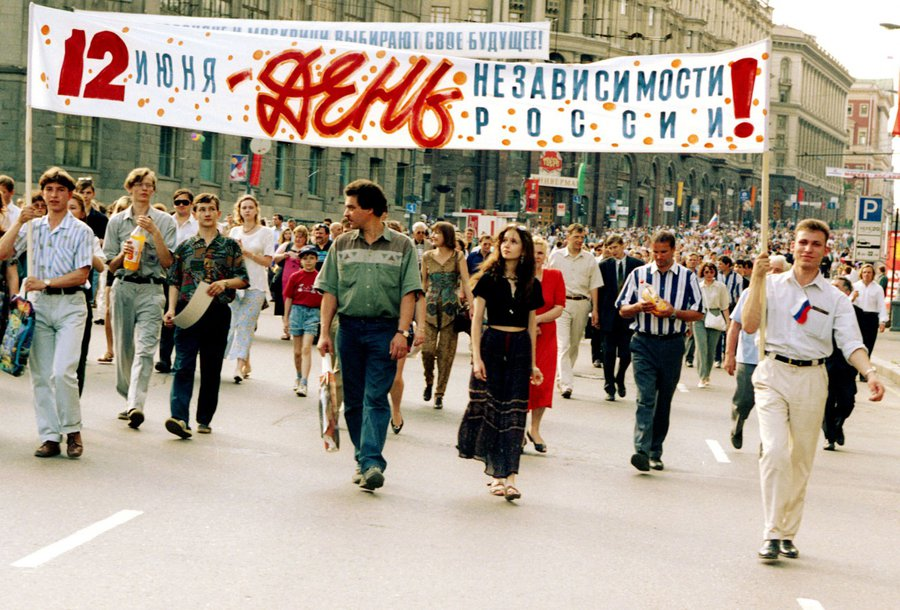 И МОСКВИЧИ ВЫБИРАЮТ СВОЕ БУДУЩЕЕ!
12 ИЮНЯ - ДЕНЬ НЕЗАВИСИМОСТИ
РОССИИ!
P